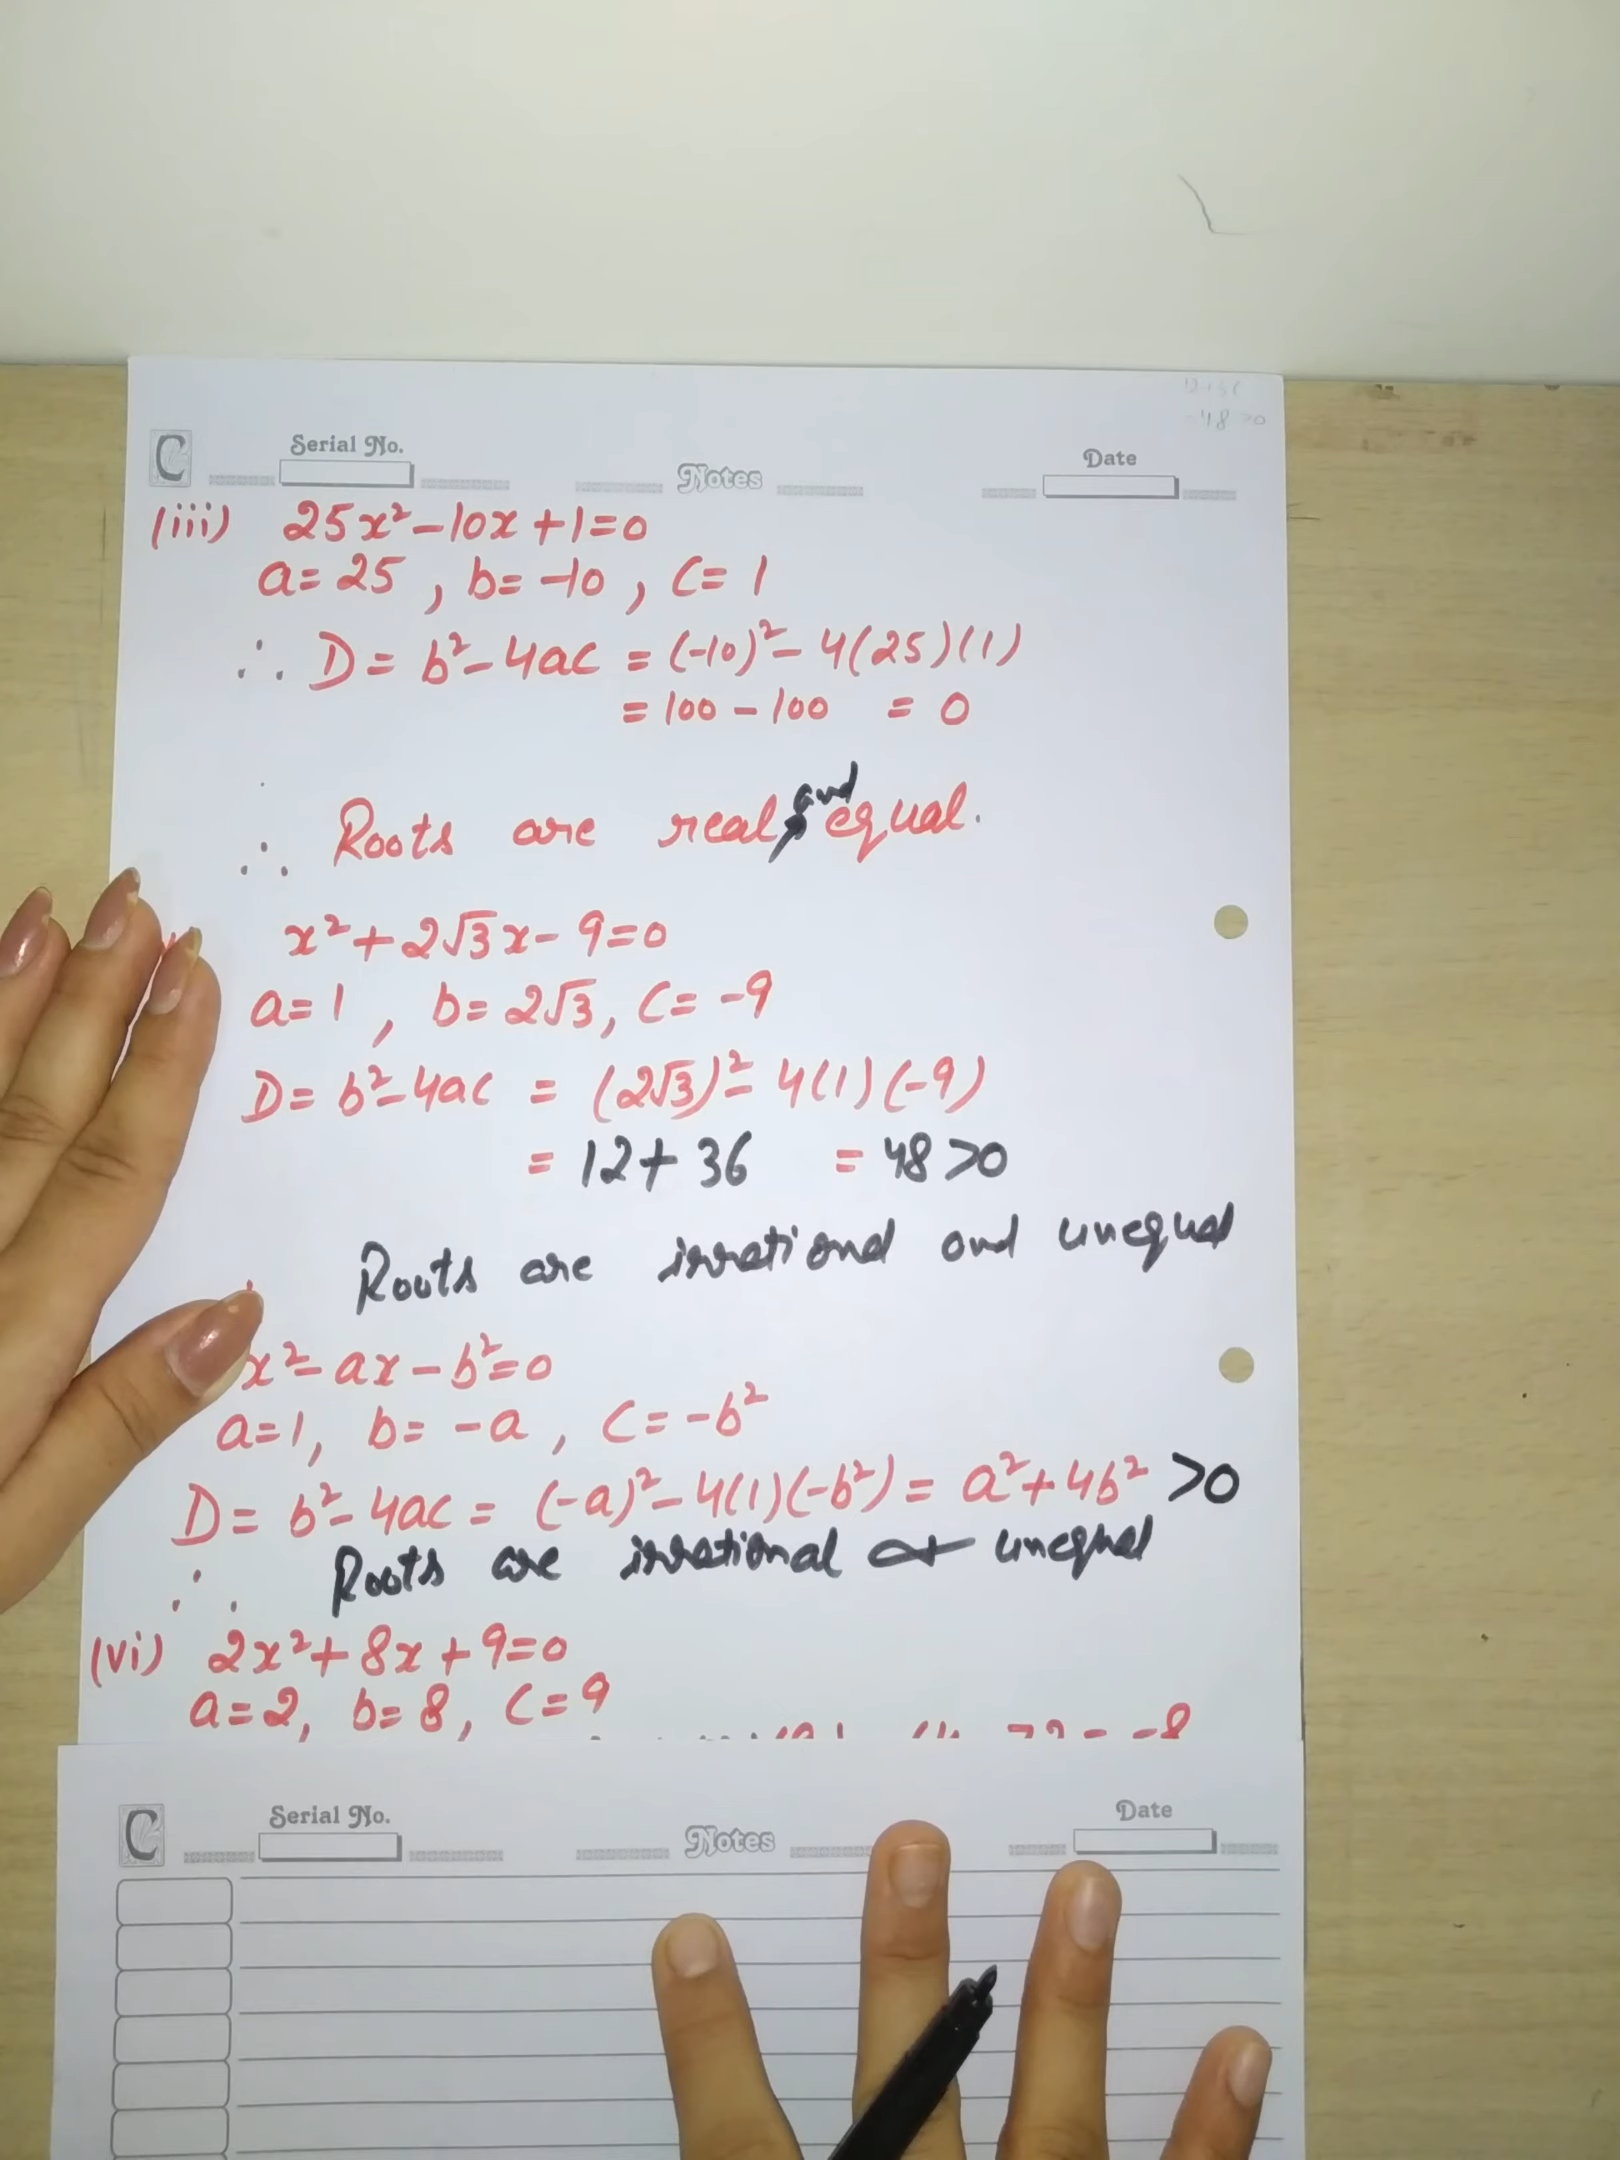 C Serial No. Notes Date
(iii) 25x²-10x+1=0
a=25, b=-10, c=1
∴ D= b²-4ac = (-10)²- 4(25)(1)
= 100 - 100 = 0
∴ Roots are real and equal.
x²+2√3x-9=0
a=1, b=2√3, c=-9
D= b²-4ac = (2√3)²- 4(1)(-9)
= 12+36 = 48>0
Roots are irrational and unequal
x²-ax-b²=0
a=1, b=-a, c=-b²
D= b²-4ac = (-a)²-4(1)(-b²) = a²+4b² >0
∴ Roots are irrational & unequal
(vi) 2x²+8x+9=0
a=2, b=8, c=9
C Serial No. Notes Date